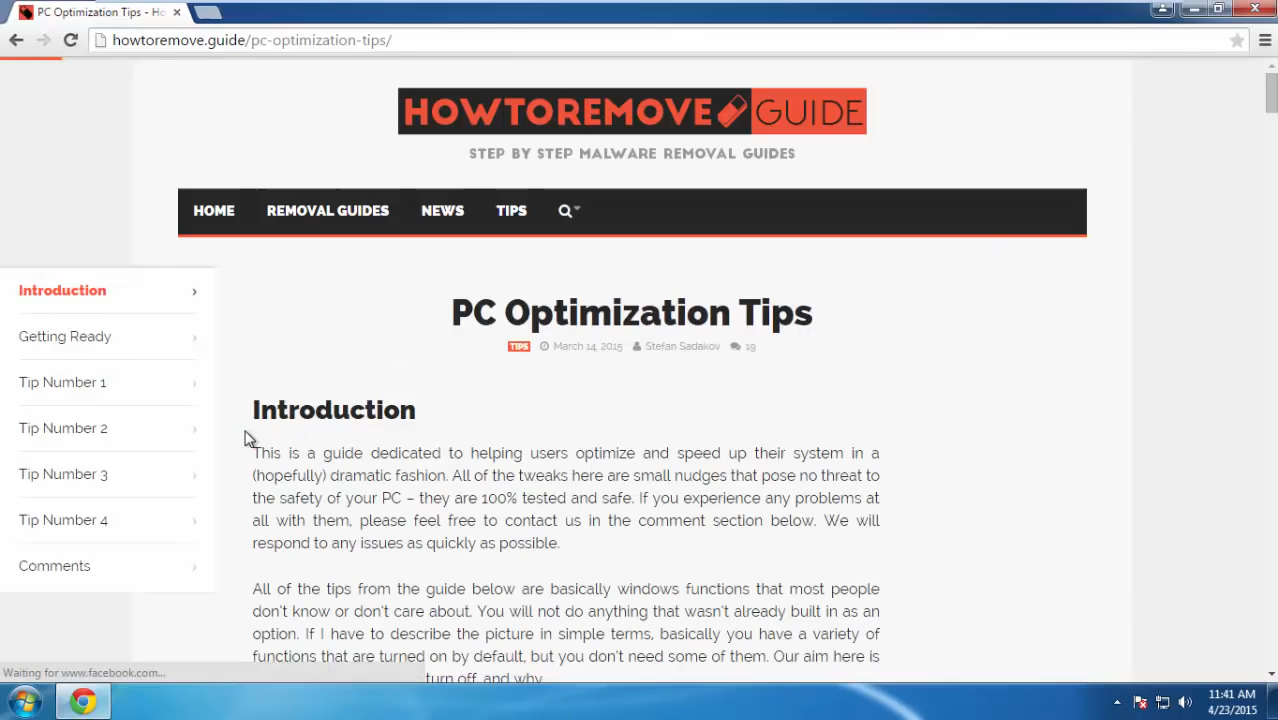 PC Optimization Tips - Ho
howtoremove.guide/pc-optimization-tips/
HOWTOREMOVE GUIDE
STEP BY STEP MALWARE REMOVAL GUIDES
HOME REMOVAL GUIDES NEWS TIPS
Introduction
Getting Ready
Tip Number 1
Tip Number 2
Tip Number 3
Tip Number 4
Comments
PC Optimization Tips
TIPS March 14, 2015 Stefan Sadakov 19
Introduction
This is a guide dedicated to helping users optimize and speed up their system in a
(hopefully) dramatic fashion. All of the tweaks here are small nudges that pose no threat to
the safety of your PC – they are 100% tested and safe. If you experience any problems at
all with them, please feel free to contact us in the comment section below. We will
respond to any issues as quickly as possible.
All of the tips from the guide below are basically windows functions that most people
don't know or don't care about. You will not do anything that wasn't already built in as an
option. If I have to describe the picture in simple terms, basically you have a variety of
functions that are turned on by default, but you don't need some of them. Our aim here is
turn off, and why
Waiting for www.facebook.com...
11:41 AM
4/23/2015